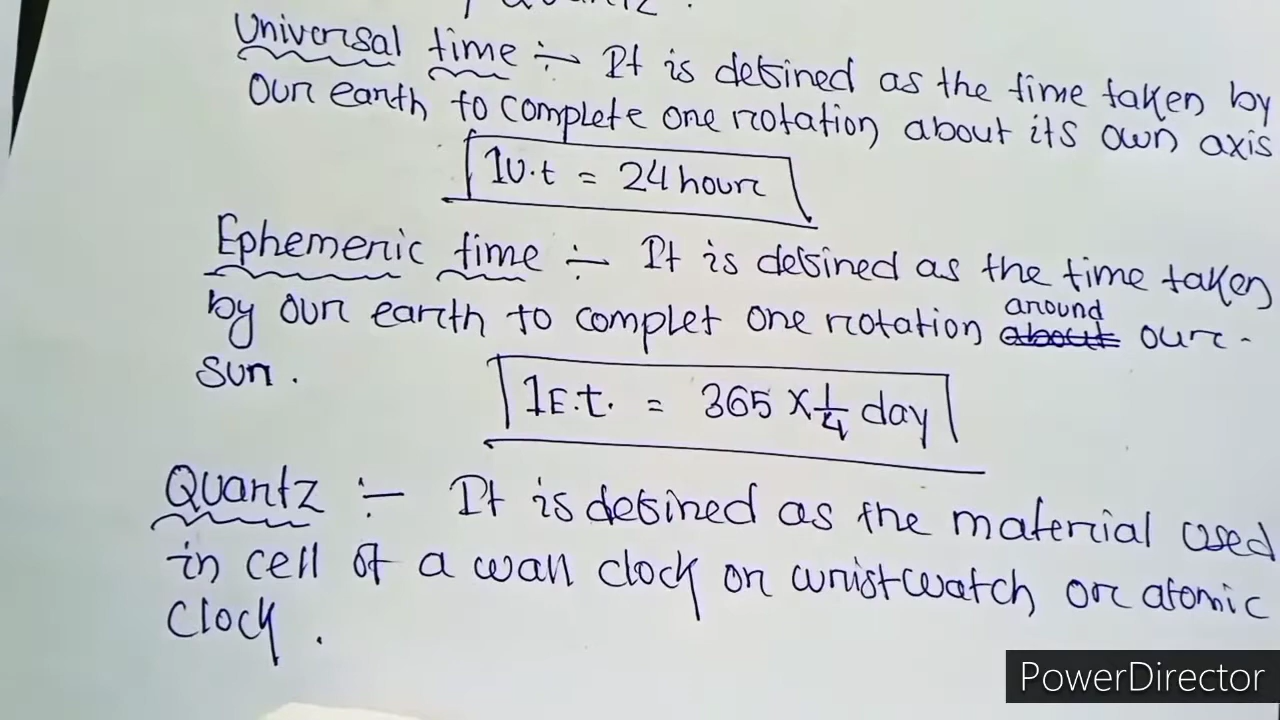 Quartz.
Universal time :- It is defined as the time taken by
our earth to complete one rotation about its own axis
1U.t = 24 hour
Ephemeric time :- It is defined as the time taken
by our earth to complet one rotation around about our
sun.
1E.t. = 365 × 1/4 day
Quartz :- It is defined as the material used
in cell of a wall clock or wristwatch or atomic
clock.
PowerDirector